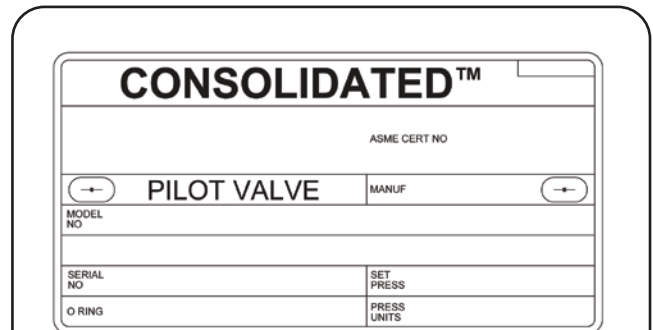 CONSOLIDATED™
ASME CERT NO
PILOT VALVE
MANUF
MODEL
NO
SERIAL
NO
SET
PRESS
O RING
PRESS
UNITS